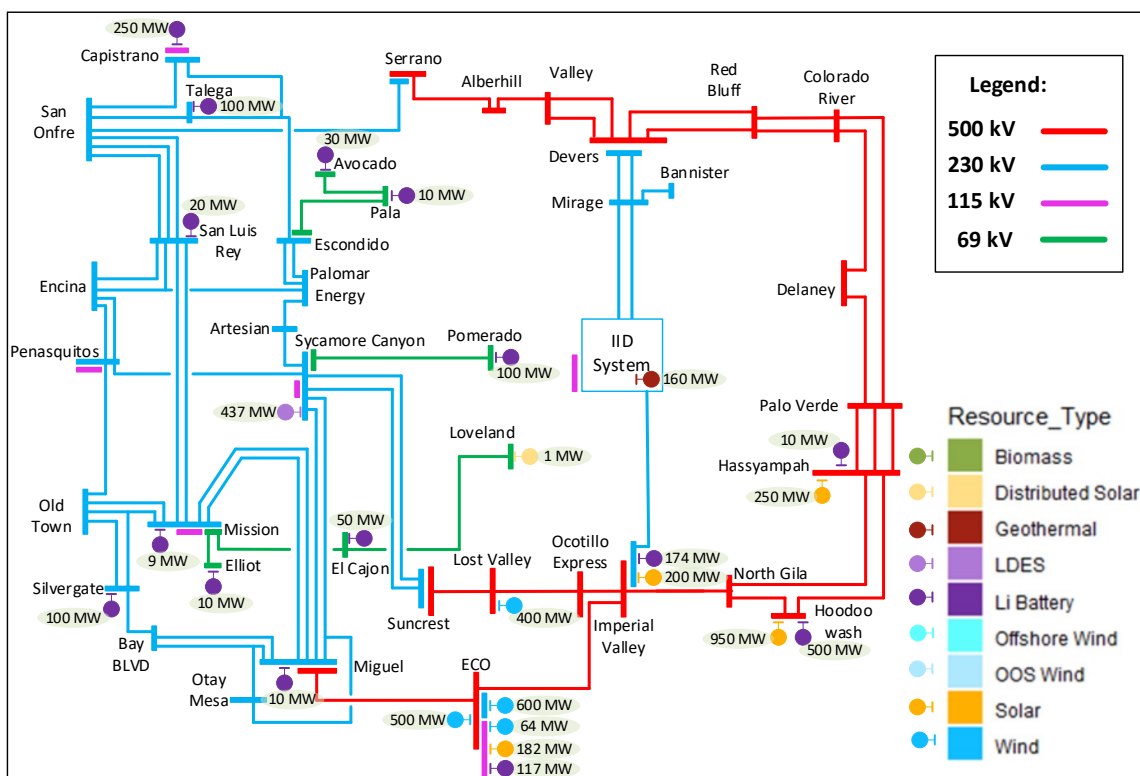 250 MW
Capistrano
Serrano
Alberhill
Valley
Red
Bluff
Colorado
River
Legend:
500 kV
230 kV
115 kV
69 kV
San
Onfre
Talega
100 MW
30 MW
Avocado
10 MW
Pala
Devers
Bannister
Mirage
20 MW
San Luis
Rey
Escondido
Encina
Palomar
Energy
Delaney
Artesian
Penasquitos
Sycamore Canyon
Pomerado
100 MW
IID
System
160 MW
437 MW
Loveland
1 MW
Palo Verde
10 MW
Hassyampah
250 MW
Resource_Type
Biomass
Distributed Solar
Geothermal
LDES
Li Battery
Offshore Wind
OOS Wind
Solar
Wind
Old
Town
Mission
9 MW
Elliot
10 MW
50 MW
El Cajon
Lost Valley
400 MW
Ocotillo
Express
174 MW
200 MW
North Gila
Silvergate
100 MW
Suncrest
Imperial
Valley
Hoodoo
wash
950 MW
500 MW
Bay
BLVD
Miguel
ECO
Otay
Mesa
10 MW
500 MW
600 MW
64 MW
182 MW
117 MW